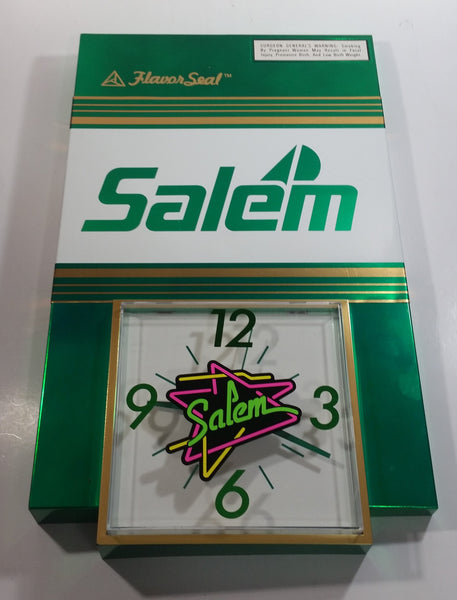 SURGEON GENERAL'S WARNING: Smoking
By Pregnant Women May Result in Fetal
Injury, Premature Birth, And Low Birth Weight.
Flavor Seal™
Salem
12
9
Salem
3
6